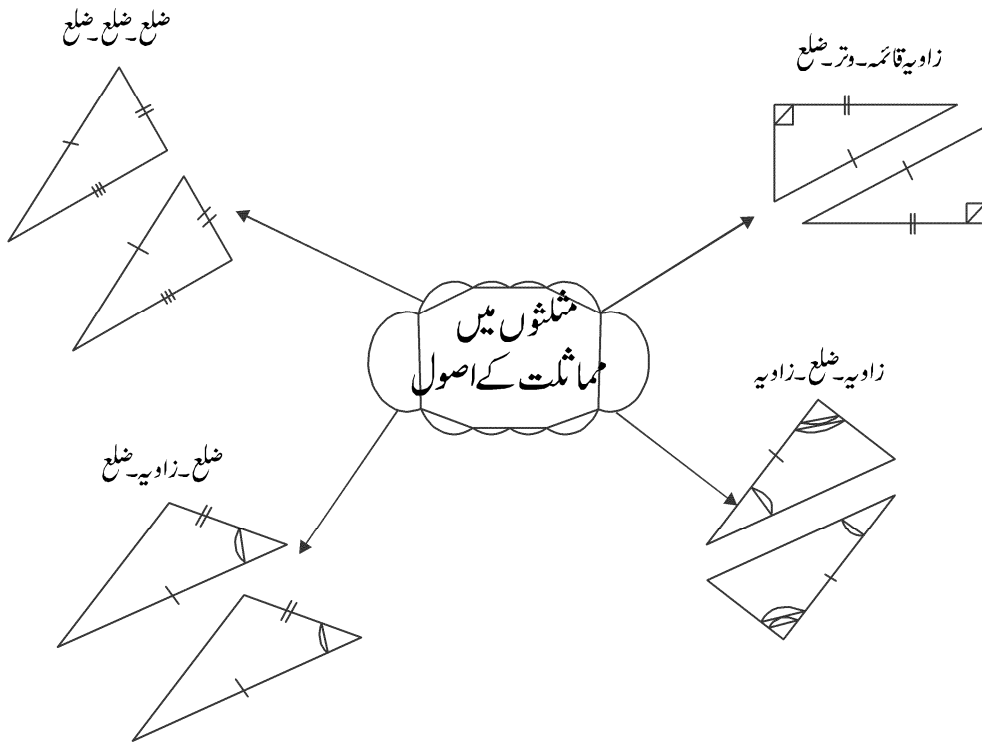 ضلع۔ضلع۔ضلع
زاویہ قائمہ۔وتر۔ضلع
مثلثوں میں
مماثلت کے اصول
زاویہ۔ضلع۔زاویہ
ضلع۔زاویہ۔ضلع